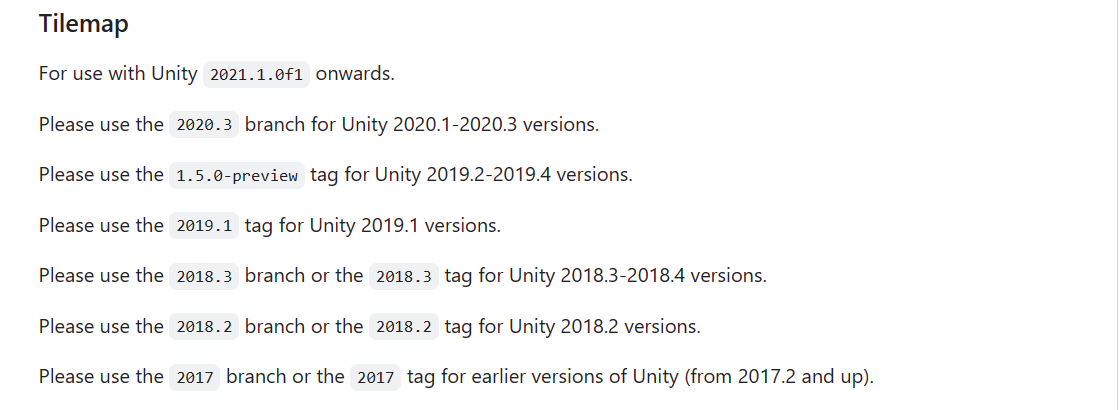 Tilemap
For use with Unity 2021.1.0f1 onwards.
Please use the 2020.3 branch for Unity 2020.1-2020.3 versions.
Please use the 1.5.0-preview tag for Unity 2019.2-2019.4 versions.
Please use the 2019.1 tag for Unity 2019.1 versions.
Please use the 2018.3 branch or the 2018.3 tag for Unity 2018.3-2018.4 versions.
Please use the 2018.2 branch or the 2018.2 tag for Unity 2018.2 versions.
Please use the 2017 branch or the 2017 tag for earlier versions of Unity (from 2017.2 and up).